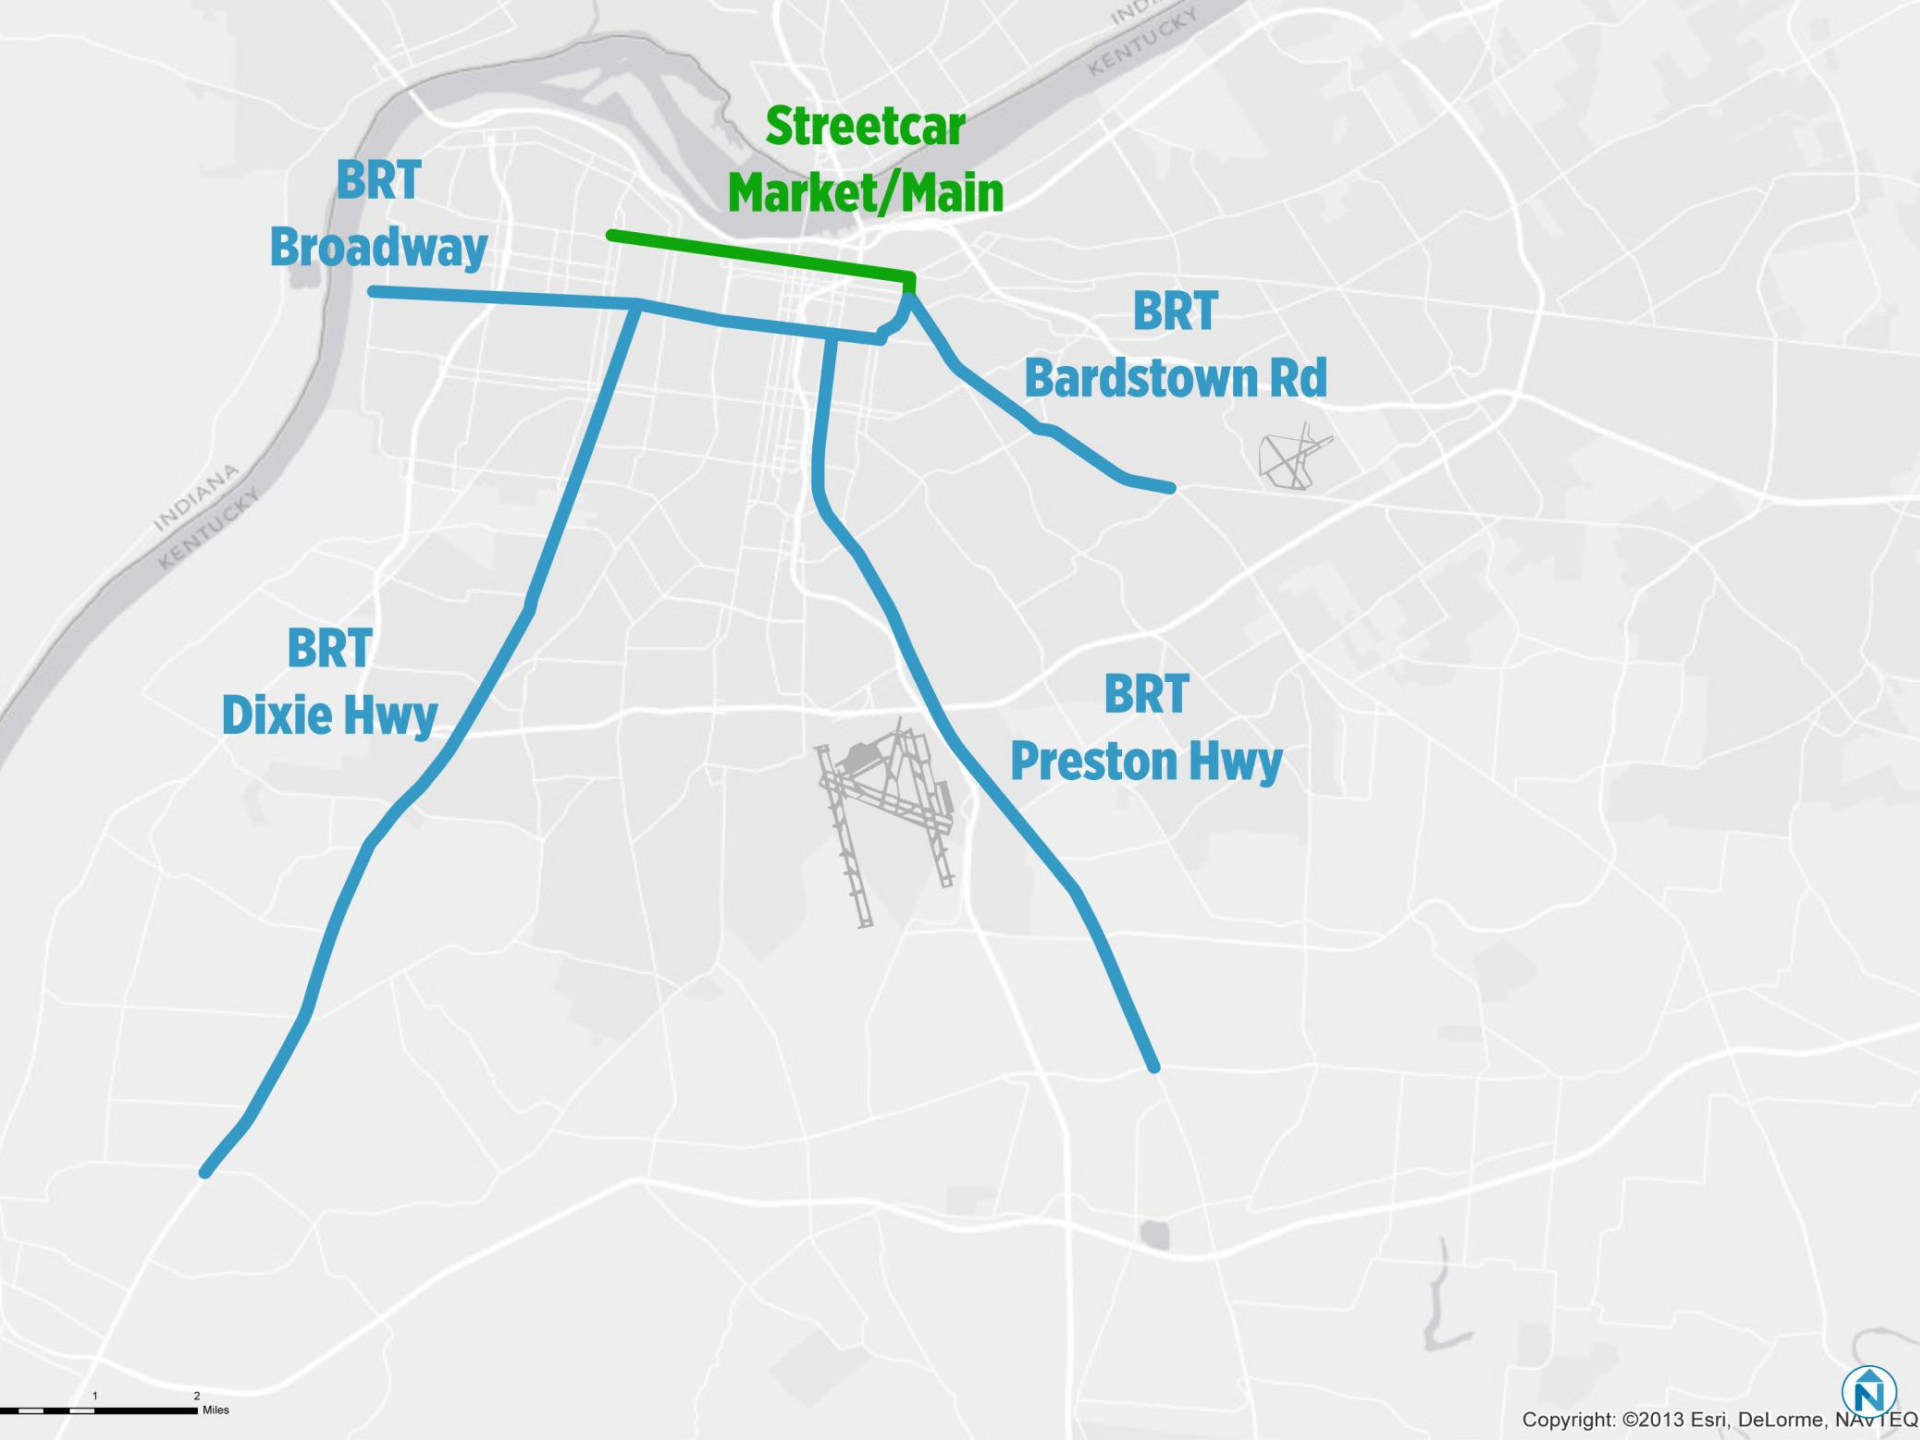 INDI
KENTUCKY
Streetcar
Market/Main
BRT
Broadway
BRT
Bardstown Rd
INDIANA
KENTUCKY
BRT
Dixie Hwy
BRT
Preston Hwy
1
2
Miles
N
Copyright: ©2013 Esri, DeLorme, NAVTEQ